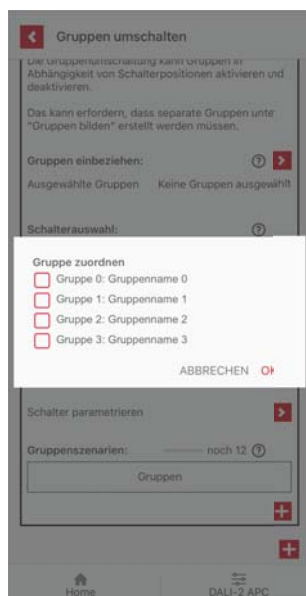 Gruppen umschalten
Die Gruppenumschaltung kann Gruppen in
Abhängigkeit von Schalterpositionen aktivieren und
deaktivieren.
Das kann erfordern, dass separate Gruppen unter
"Gruppen bilden" erstellt werden müssen.
Gruppen einbeziehen:
Ausgewählte Gruppen Keine Gruppen ausgewählt
Schalterauswahl:
Gruppe zuordnen
Gruppe 0: Gruppenname 0
Gruppe 1: Gruppenname 1
Gruppe 2: Gruppenname 2
Gruppe 3: Gruppenname 3
ABBRECHEN OK
Schalter parametrieren
Gruppenszenarien: noch 12
Gruppen
Home DALI-2 APC